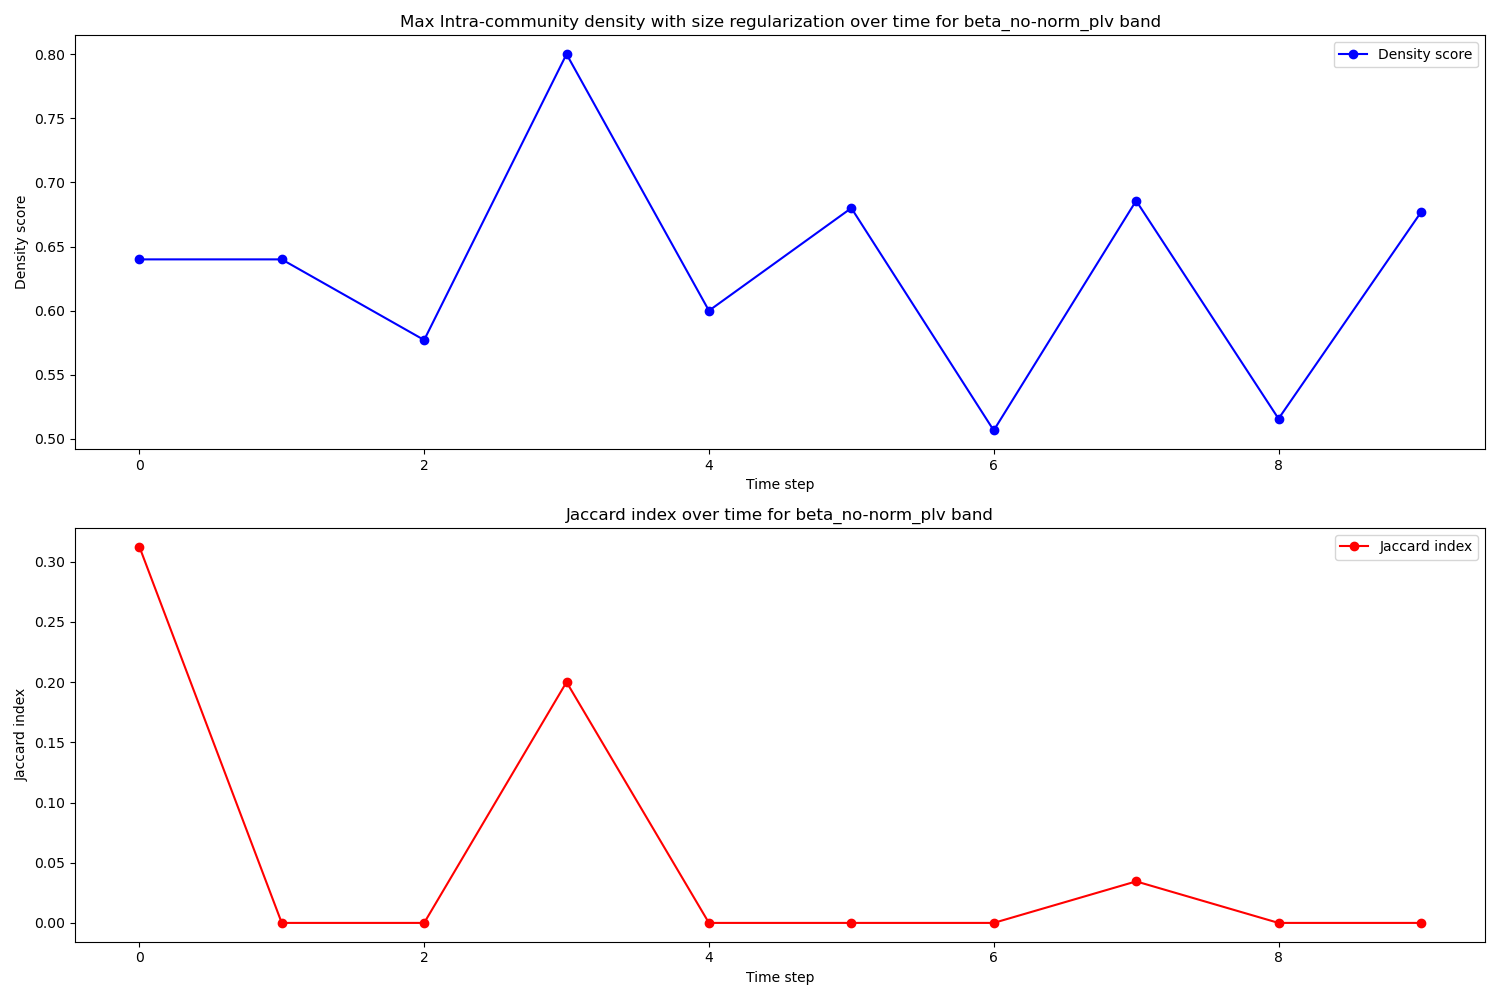 Max Intra-community density with size regularization over time for beta_no-norm_plv band
Density score
0.80
0.75
0.70
0.65
0.60
0.55
0.50
Density score
0 2 4 6 8
Time step
Jaccard index over time for beta_no-norm_plv band
Jaccard index
0.30
0.25
0.20
0.15
0.10
0.05
0.00
Jaccard index
0 2 4 6 8
Time step